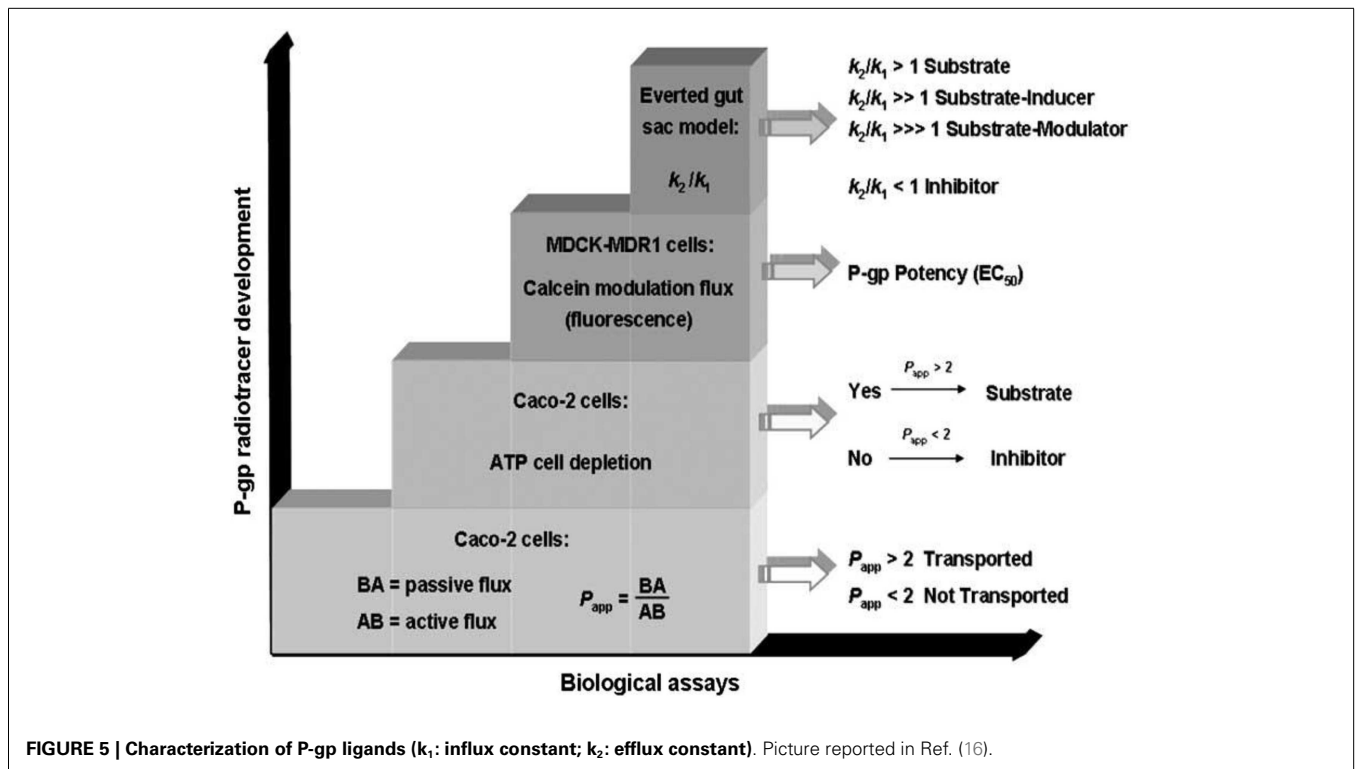 P-gp radiotracer development
Everted gut
sac model:
k₂/k₁
k₂/k₁ > 1 Substrate
k₂/k₁ >> 1 Substrate-Inducer
k₂/k₁ >>> 1 Substrate-Modulator
k₂/k₁ < 1 Inhibitor
MDCK-MDR1 cells:
Calcein modulation flux
(fluorescence)
P-gp Potency (EC₅₀)
Caco-2 cells:
ATP cell depletion
Yes Papp > 2 Substrate
No Papp < 2 Inhibitor
Caco-2 cells:
BA = passive flux
AB = active flux
Papp = BA
AB
Papp > 2 Transported
Papp < 2 Not Transported
Biological assays
FIGURE 5 | Characterization of P-gp ligands (k₁: influx constant; k₂: efflux constant). Picture reported in Ref. (16).